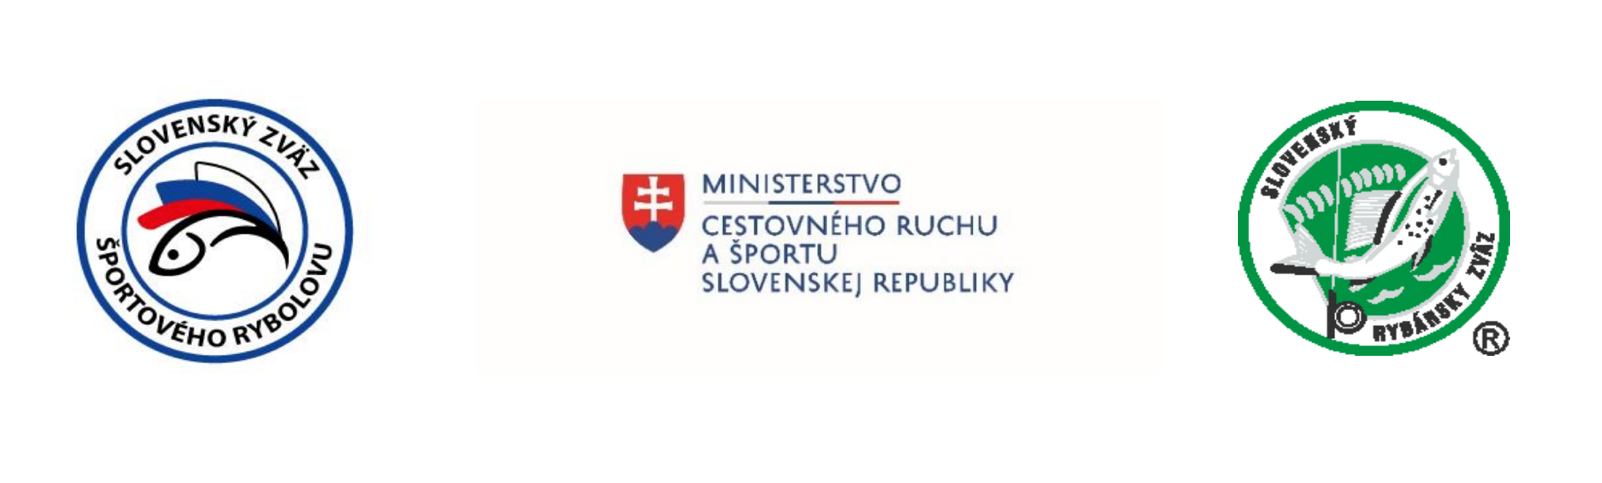 SLOVENSKÝ ZVÄZ
ŠPORTOVÉHO RYBOLOVU
MINISTERSTVO
CESTOVNÉHO RUCHU
A ŠPORTU
SLOVENSKEJ REPUBLIKY
SLOVENSKÝ
RYBÁRSKY ZVÄZ
®